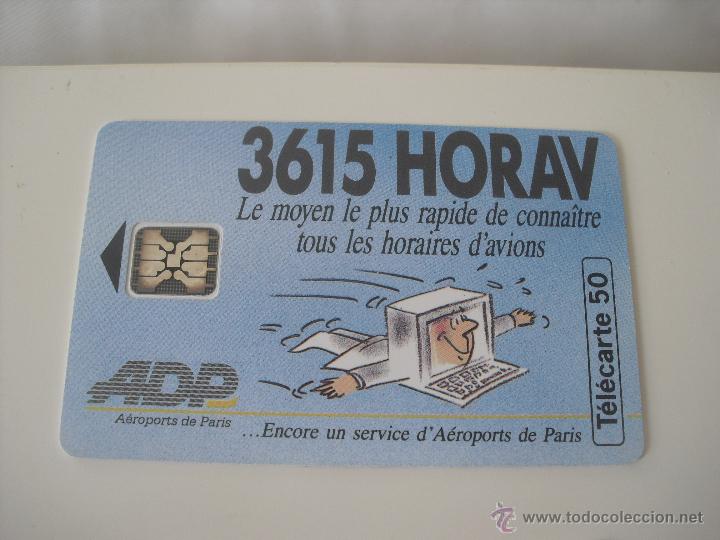 3615 HORAV
Le moyen le plus rapide de connaître
tous les horaires d'avions
Télécarte 50
ADP
Aéroports de Paris
...Encore un service d'Aéroports de Paris
todocoleccion
© www.todocoleccion.net